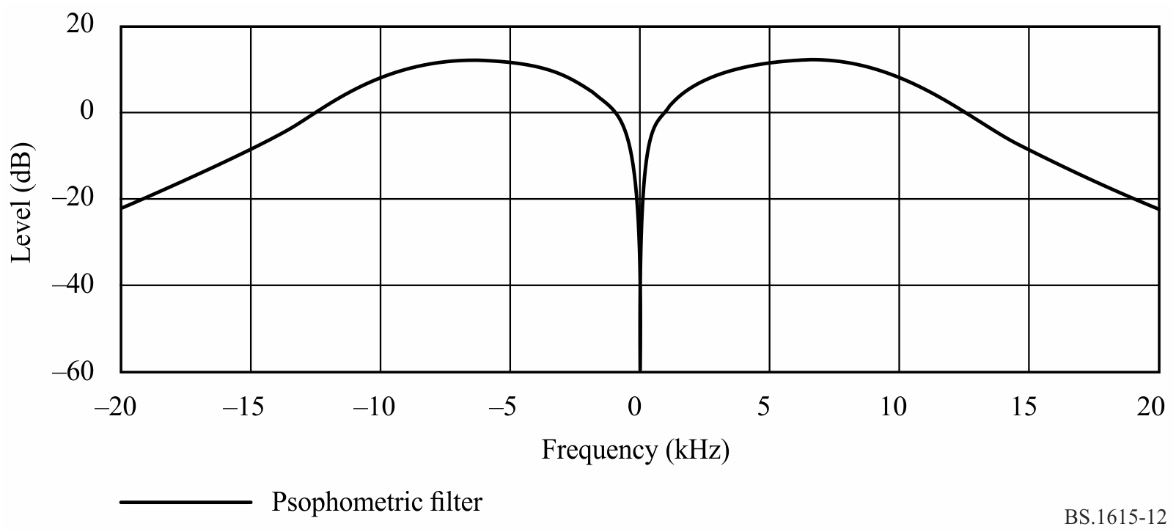 20
0
–20
–40
–60
Level (dB)
–20 –15 –10 –5 0 5 10 15 20
Frequency (kHz)
Psophometric filter
BS.1615-12